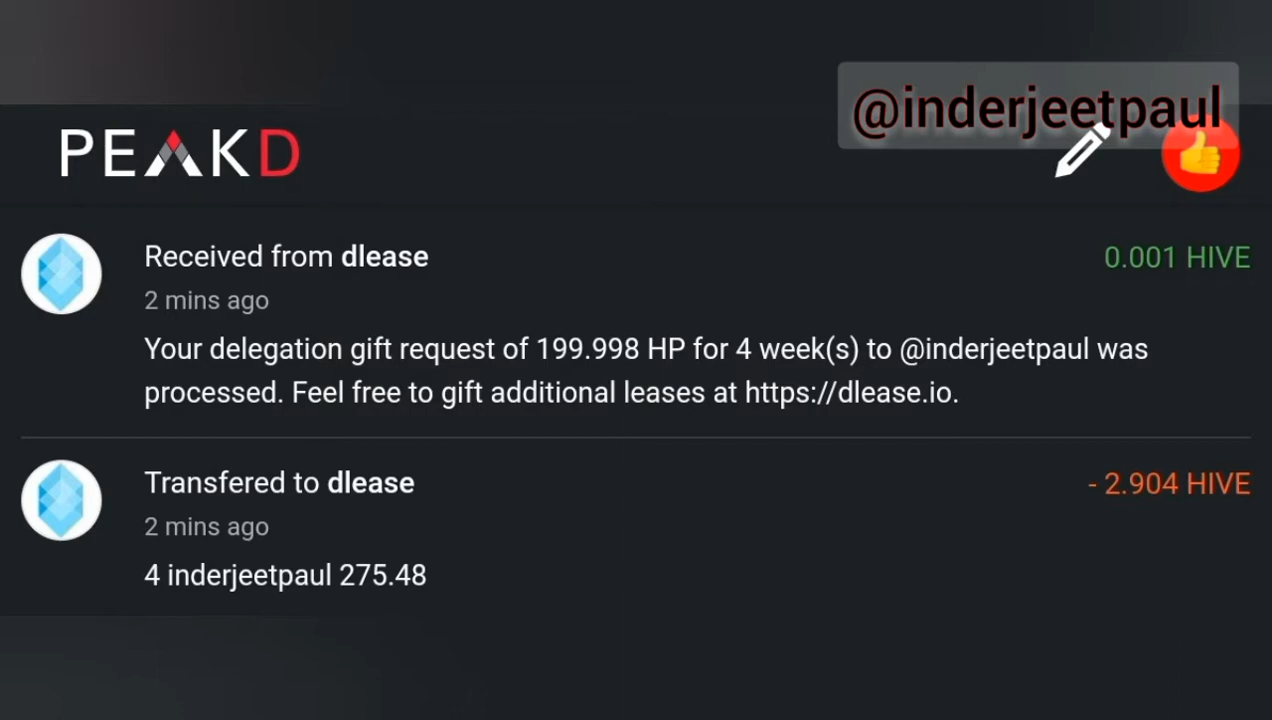 @inderjeetpaul
PEAKD
Received from dlease
0.001 HIVE
2 mins ago
Your delegation gift request of 199.998 HP for 4 week(s) to @inderjeetpaul was
processed. Feel free to gift additional leases at https://dlease.io.
Transfered to dlease
- 2.904 HIVE
2 mins ago
4 inderjeetpaul 275.48